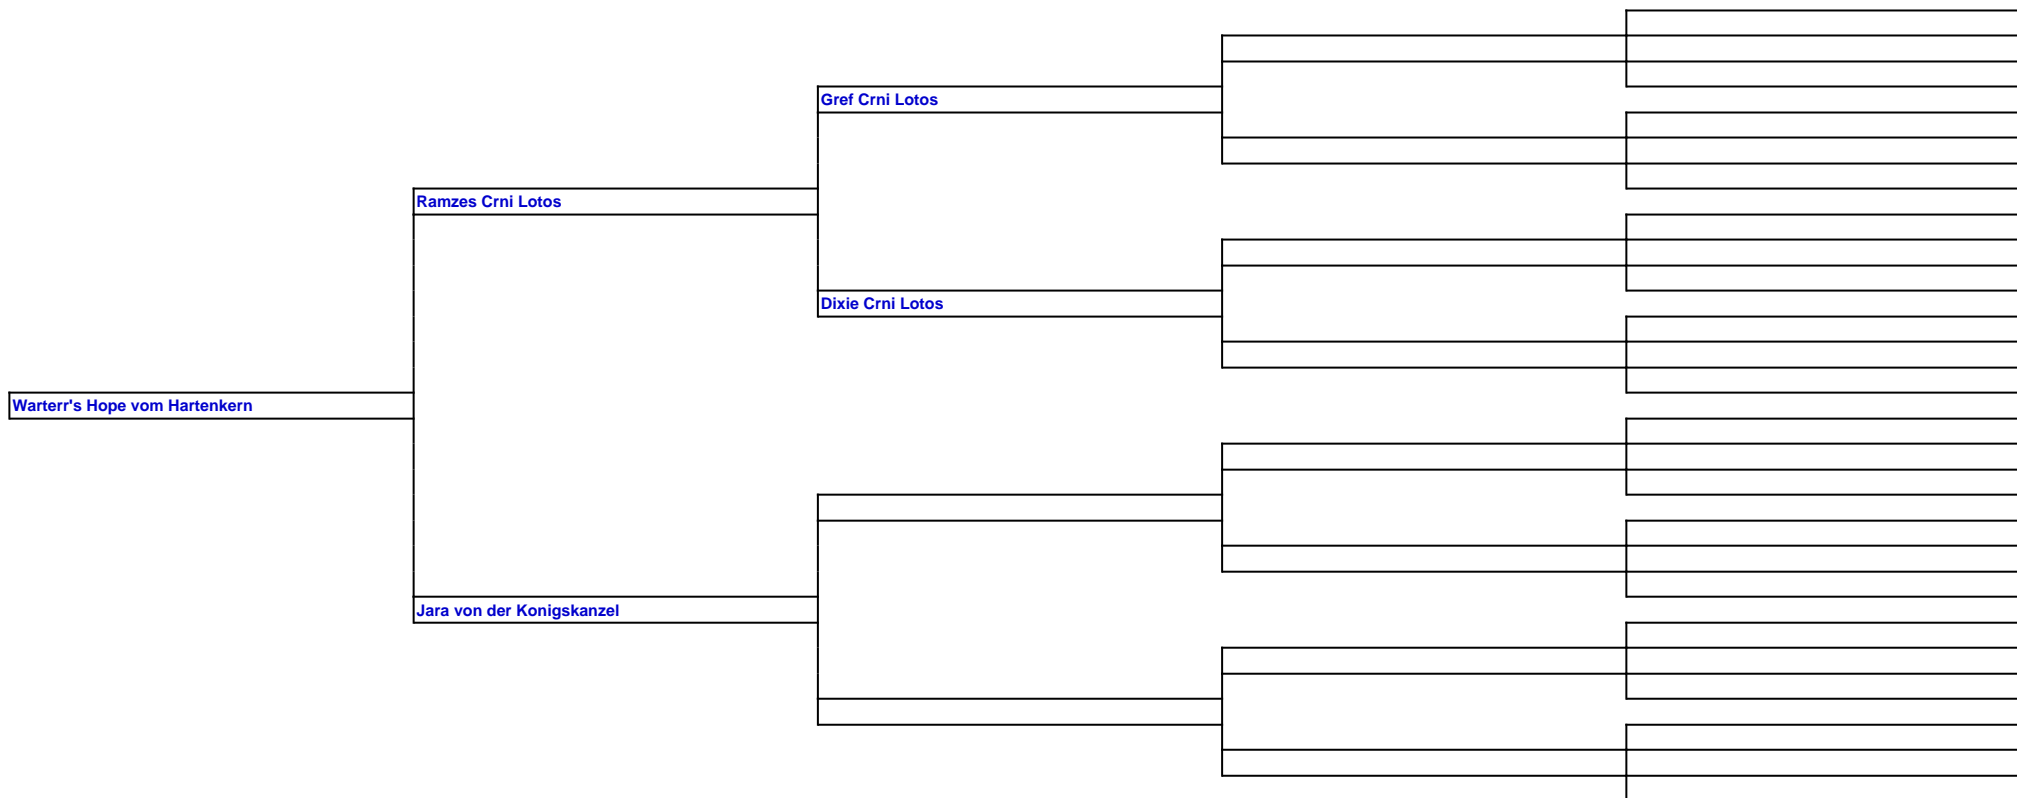 Gref Crni Lotos
Ramzes Crni Lotos
Dixie Crni Lotos
Warterr's Hope vom Hartenkern
Jara von der Konigskanzel